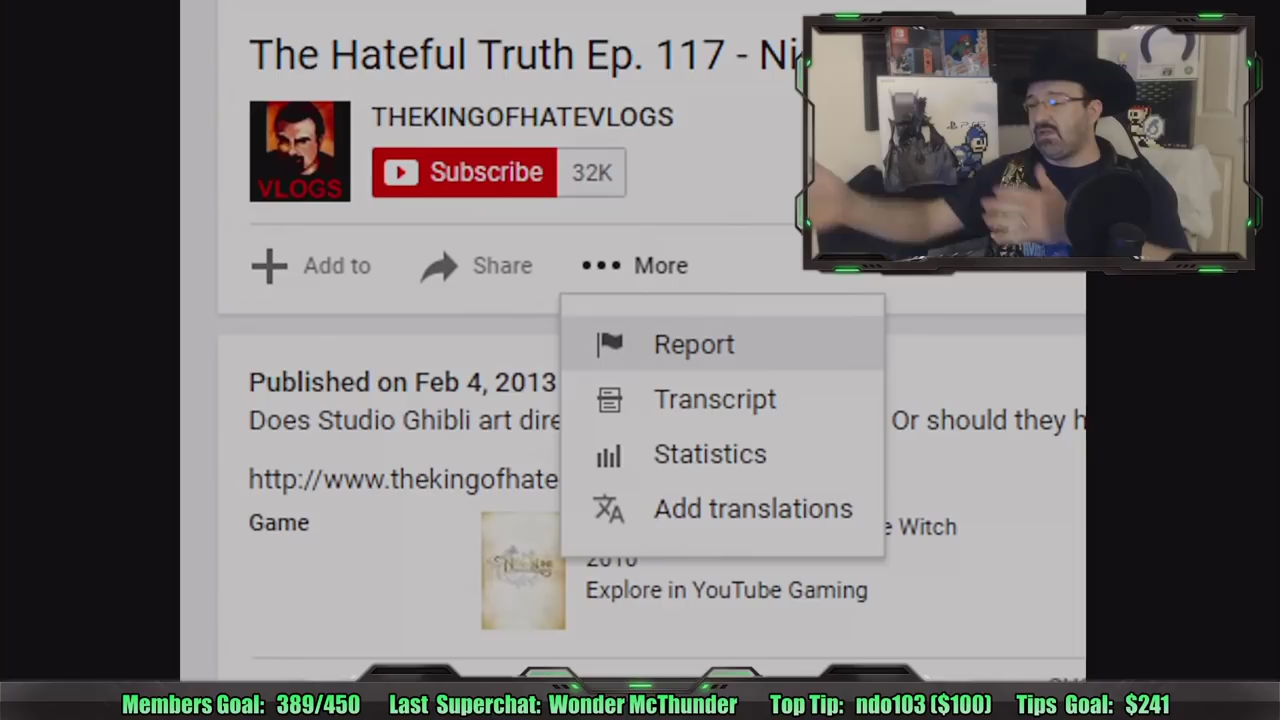 The Hateful Truth Ep. 117 - Ni
THEKINGOFHATEVLOGS
VLOGS
Subscribe 32K
Add to Share More
Report
Published on Feb 4, 2013
Transcript
Does Studio Ghibli art dire Or should they h
Statistics
http://www.thekingofhate
Add translations
Game
e Witch
2010
Explore in YouTube Gaming
PS5
Members Goal: 389/450 Last Superchat: Wonder McThunder Top Tip: ndo103 ($100) Tips Goal: $241